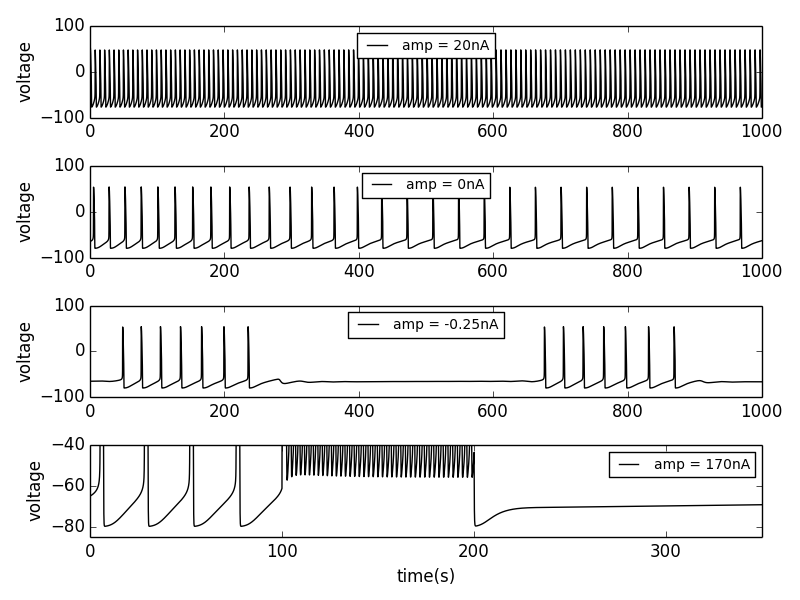 100
voltage
0
−100
amp = 20nA
0 200 400 600 800 1000
100
voltage
0
−100
amp = 0nA
0 200 400 600 800 1000
100
voltage
0
−100
amp = -0.25nA
0 200 400 600 800 1000
−40
voltage
−60
−80
amp = 170nA
0 100 200 300
time(s)